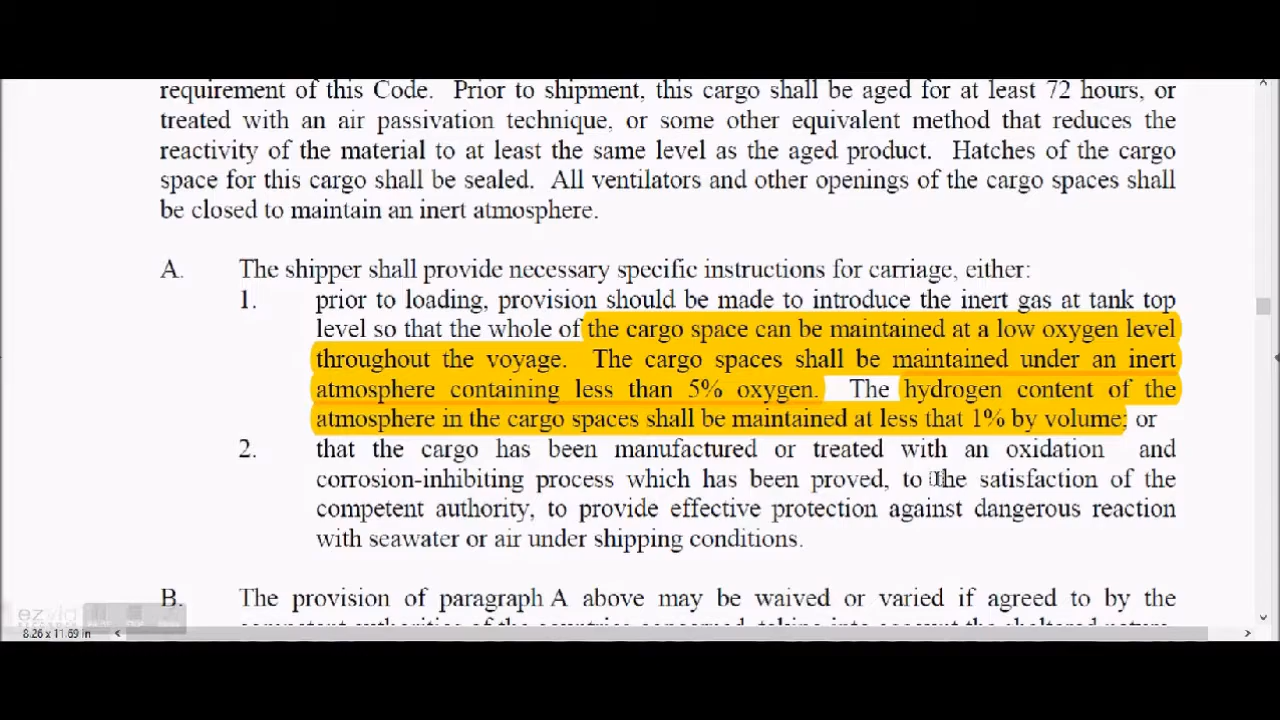 requirement of this Code. Prior to shipment, this cargo shall be aged for at least 72 hours, or
treated with an air passivation technique, or some other equivalent method that reduces the
reactivity of the material to at least the same level as the aged product. Hatches of the cargo
space for this cargo shall be sealed. All ventilators and other openings of the cargo spaces shall
be closed to maintain an inert atmosphere.
A. The shipper shall provide necessary specific instructions for carriage, either:
1. prior to loading, provision should be made to introduce the inert gas at tank top
level so that the whole of the cargo space can be maintained at a low oxygen level
throughout the voyage. The cargo spaces shall be maintained under an inert
atmosphere containing less than 5% oxygen. The hydrogen content of the
atmosphere in the cargo spaces shall be maintained at less that 1% by volume; or
2. that the cargo has been manufactured or treated with an oxidation and
corrosion-inhibiting process which has been proved, to the satisfaction of the
competent authority, to provide effective protection against dangerous reaction
with seawater or air under shipping conditions.
B. The provision of paragraph A above may be waived or varied if agreed to by the
8.26 x 11.69 in